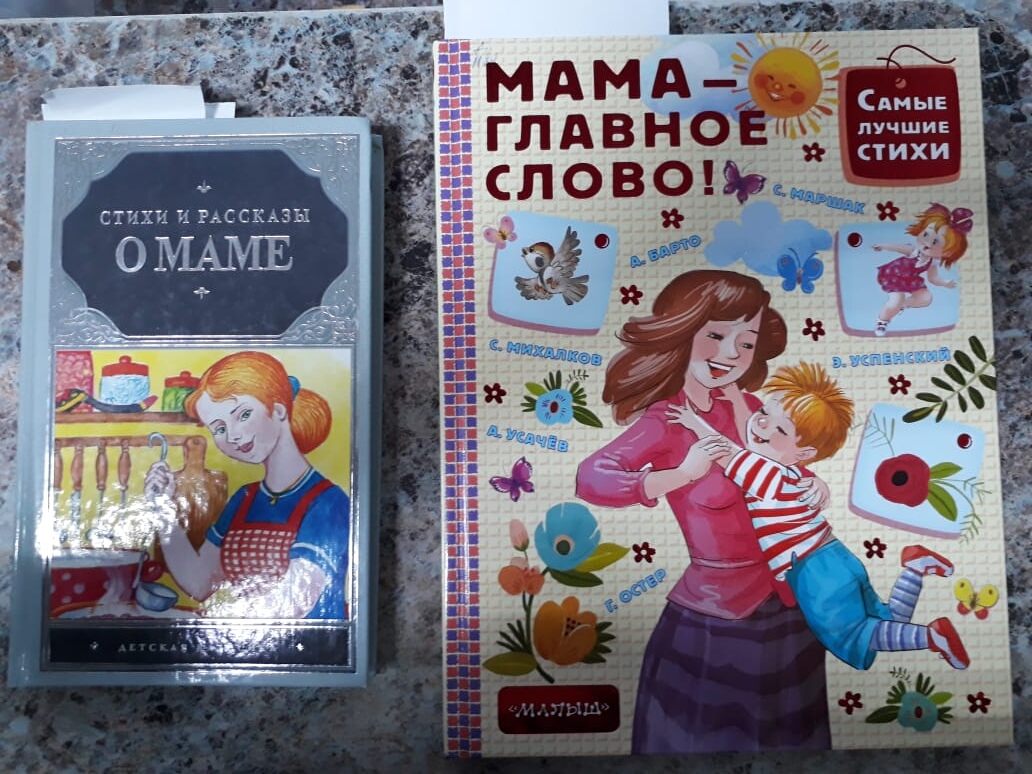 СТИХИ И РАССКАЗЫ
О МАМЕ
ДЕТСКАЯ
МАМА –
ГЛАВНОЕ
СЛОВО!
САМЫЕ
ЛУЧШИЕ
СТИХИ
С. МАРШАК
А. БАРТО
С. МИХАЛКОВ
Э. УСПЕНСКИЙ
А. УСАЧЁВ
Г. ОСТЕР
«МАЛЫШ»